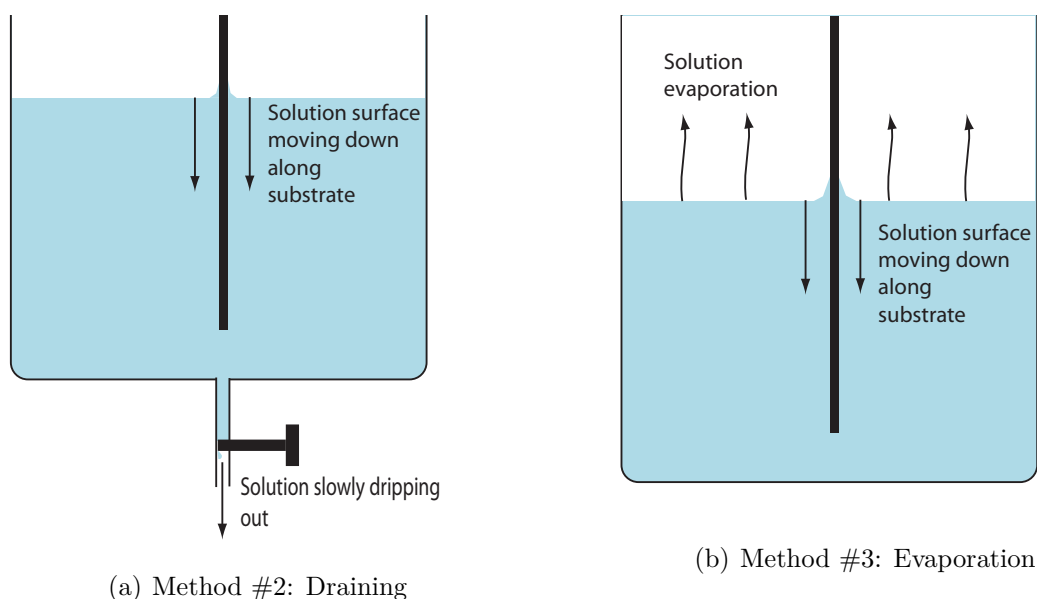 Solution surface
moving down
along
substrate
Solution slowly dripping
out
(a) Method #2: Draining
Solution
evaporation
Solution surface
moving down
along
substrate
(b) Method #3: Evaporation